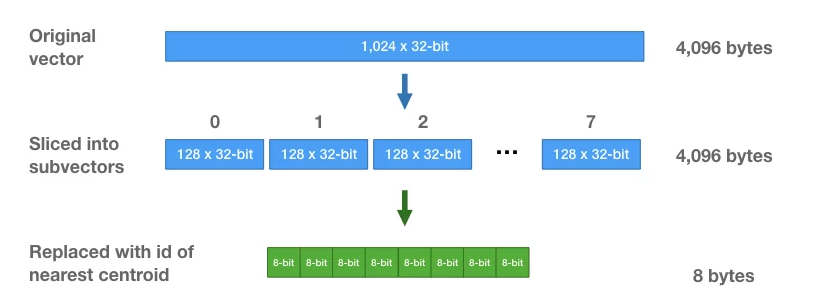 Original
vector
1,024 x 32-bit
4,096 bytes
0 1 2 7
Sliced into
subvectors
128 x 32-bit 128 x 32-bit 128 x 32-bit ... 128 x 32-bit
4,096 bytes
Replaced with id of
nearest centroid
8-bit 8-bit 8-bit 8-bit 8-bit 8-bit 8-bit 8-bit
8 bytes